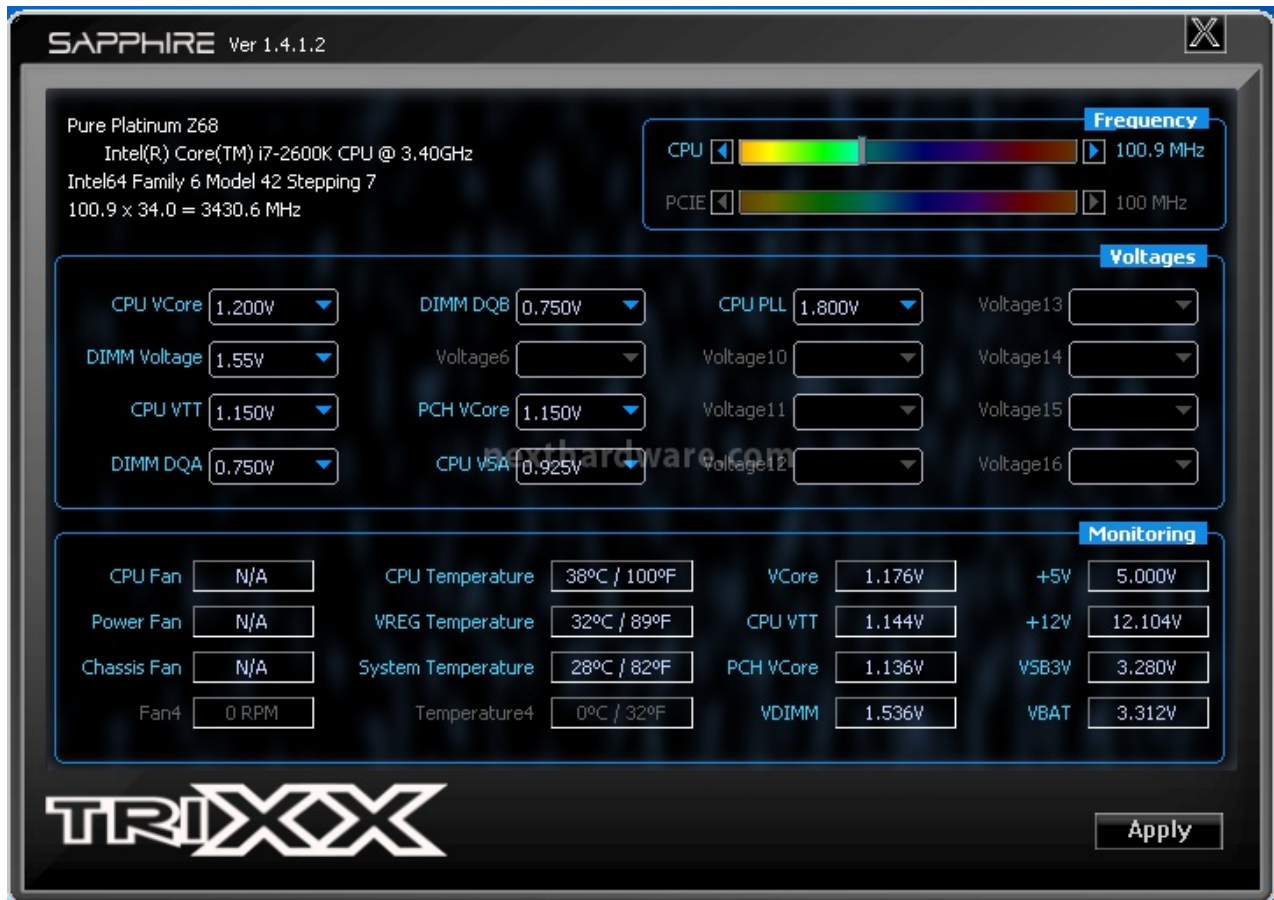 SAPPHIRE Ver 1.4.1.2 X
Pure Platinum Z68
Intel(R) Core(TM) i7-2600K CPU @ 3.40GHz
Intel64 Family 6 Model 42 Stepping 7
100.9 x 34.0 = 3430.6 MHz
Frequency
CPU 100.9 MHz
PCIE 100 MHz
Voltages
CPU VCore 1.200V DIMM DQB 0.750V CPU PLL 1.800V Voltage13
DIMM Voltage 1.55V Voltage6 Voltage10 Voltage14
CPU VTT 1.150V PCH VCore 1.150V Voltage11 Voltage15
DIMM DQA 0.750V CPU VSA 0.925V Voltage12 Voltage16
nexthardware.com
Monitoring
CPU Fan N/A CPU Temperature 38ºC / 100ºF VCore 1.176V +5V 5.000V
Power Fan N/A VREG Temperature 32ºC / 89ºF CPU VTT 1.144V +12V 12.104V
Chassis Fan N/A System Temperature 28ºC / 82ºF PCH VCore 1.136V VSB3V 3.280V
Fan4 0 RPM Temperature4 0ºC / 32ºF VDIMM 1.536V VBAT 3.312V
TRIXX
Apply